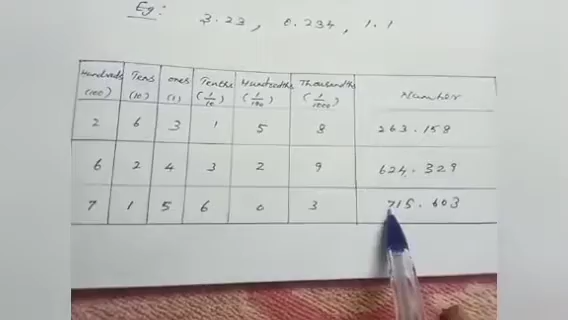 Eg: 3.23, 0.234, 1.1
Hundreds (100) Tens (10) ones (1) Tenths (1/10) Hundredths (1/100) Thousandths (1/1000) Number
2 6 3 1 5 8 263.158
6 2 4 3 2 9 624.329
7 1 5 6 0 3 715.603